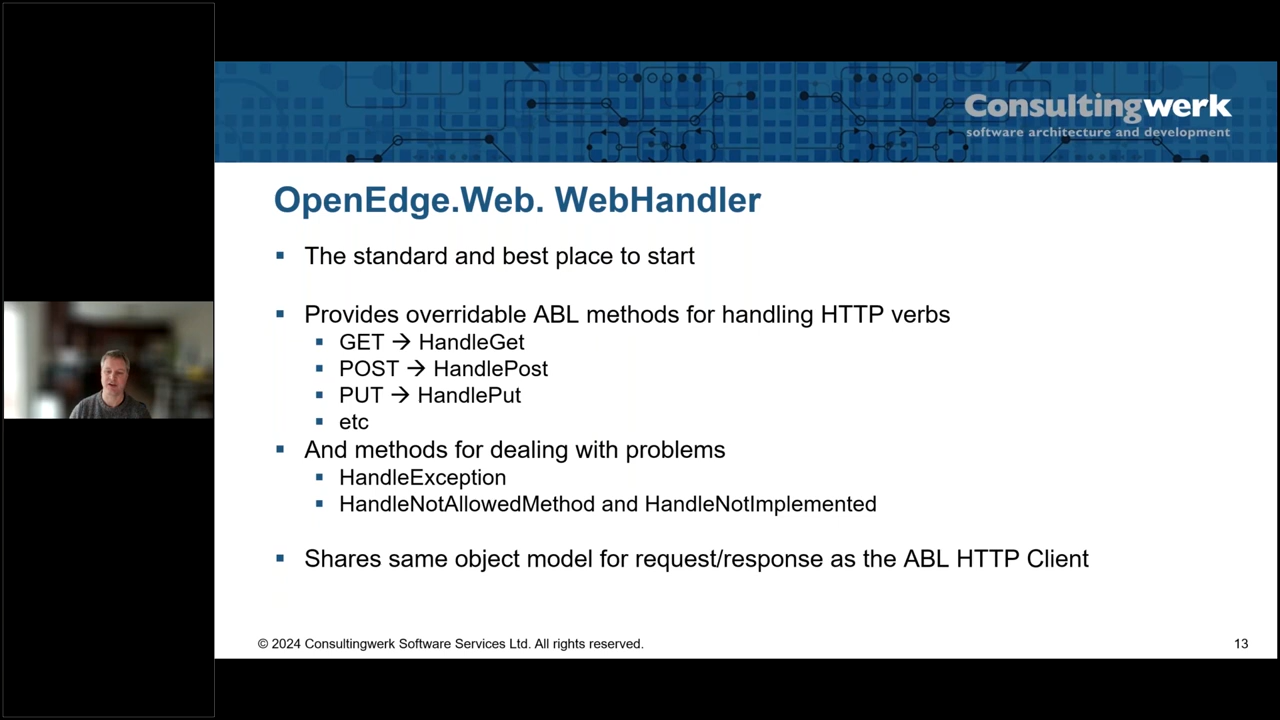 Consultingwerk
software architecture and development
OpenEdge.Web. WebHandler
▪ The standard and best place to start
▪ Provides overridable ABL methods for handling HTTP verbs
▪ GET → HandleGet
▪ POST → HandlePost
▪ PUT → HandlePut
▪ etc
▪ And methods for dealing with problems
▪ HandleException
▪ HandleNotAllowedMethod and HandleNotImplemented
▪ Shares same object model for request/response as the ABL HTTP Client
© 2024 Consultingwerk Software Services Ltd. All rights reserved.
13